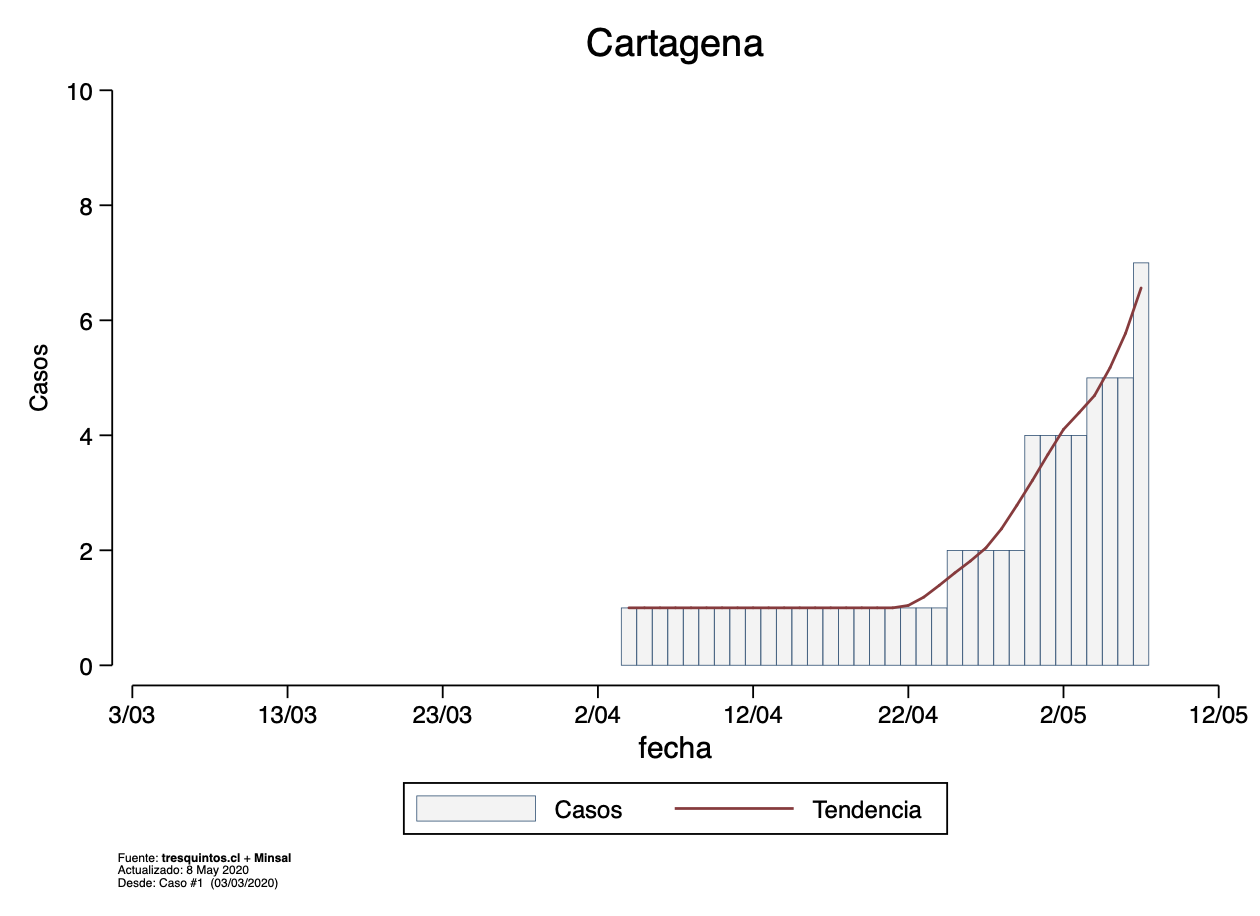 Cartagena
10
8
6
4
2
0
Casos
3/03 13/03 23/03 2/04 12/04 22/04 2/05 12/05
fecha
Casos Tendencia
Fuente: tresquintos.cl + Minsal
Actualizado: 8 May 2020
Desde: Caso #1 (03/03/2020)